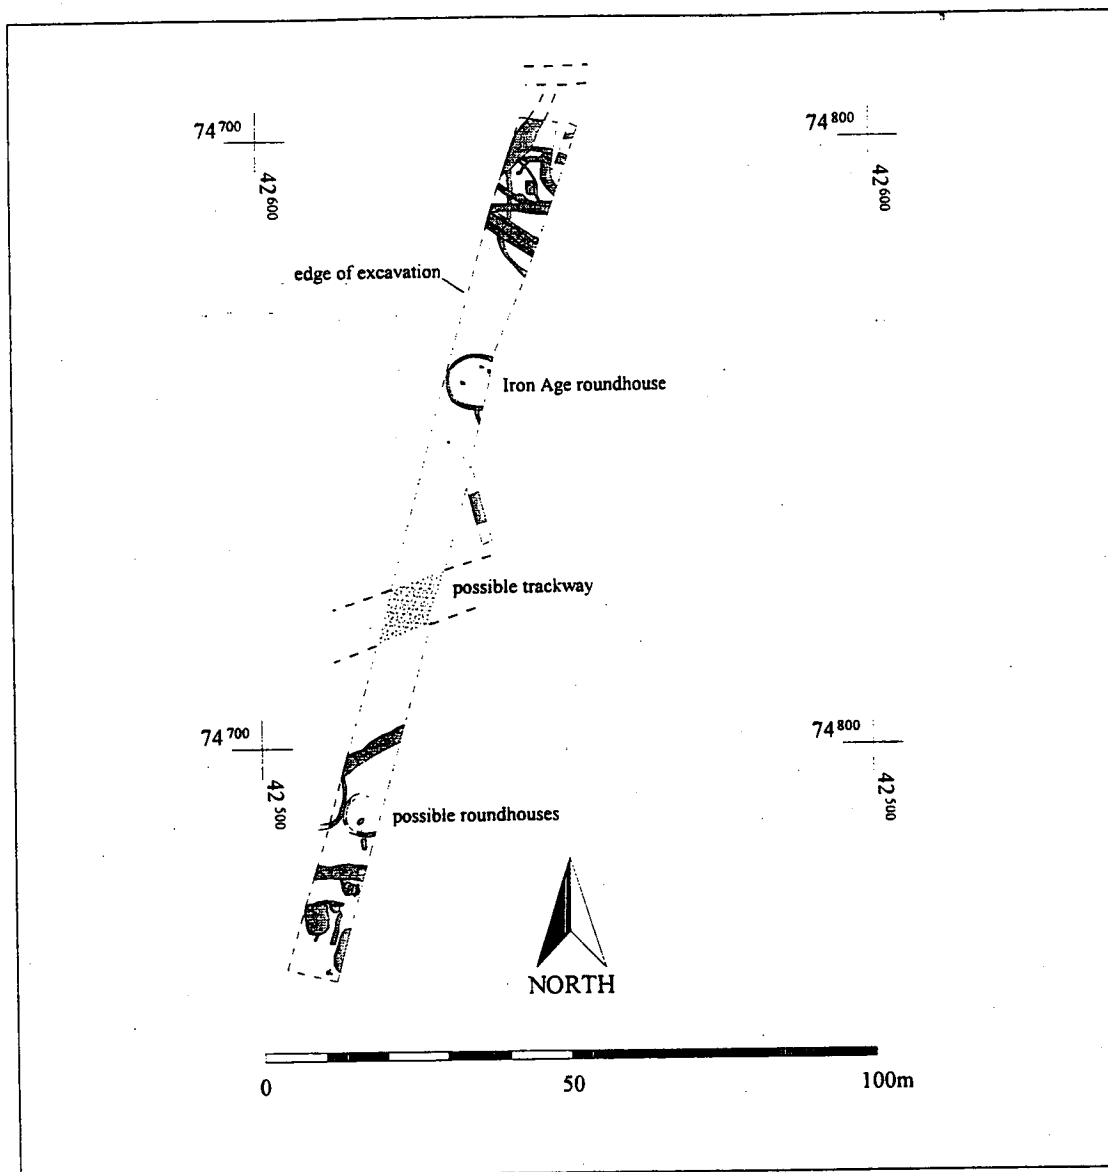 74700
74800
42600
42600
edge of excavation
Iron Age roundhouse
possible trackway
74700
74800
42500
42500
possible roundhouses
NORTH
0
50
100m